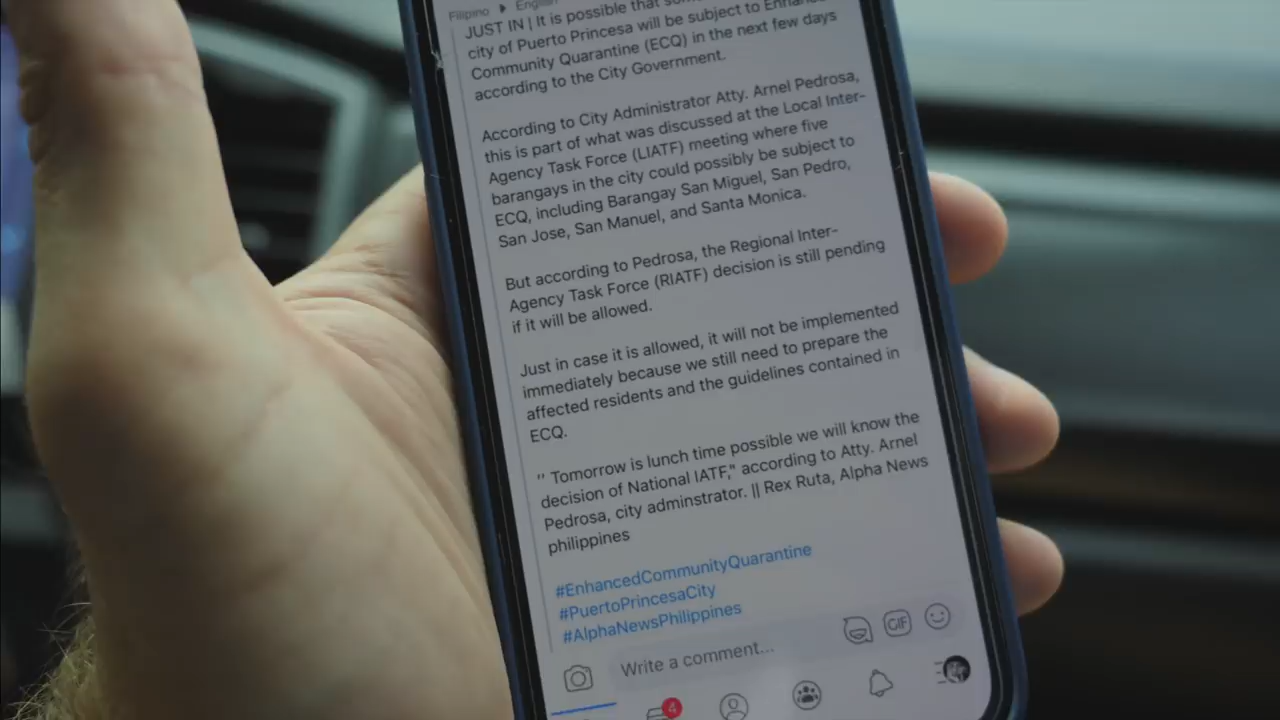 Filipino ▸ English
JUST IN | It is possible that
city of Puerto Princesa will be subject to Enhanced
Community Quarantine (ECQ) in the next few days
according to the City Government.
According to City Administrator Atty. Arnel Pedrosa,
this is part of what was discussed at the Local Inter-
Agency Task Force (LIATF) meeting where five
barangays in the city could possibly be subject to
ECQ, including Barangay San Miguel, San Pedro,
San Jose, San Manuel, and Santa Monica.
But according to Pedrosa, the Regional Inter-
Agency Task Force (RIATF) decision is still pending
if it will be allowed.
Just in case it is allowed, it will not be implemented
immediately because we still need to prepare the
affected residents and the guidelines contained in
ECQ.
" Tomorrow is lunch time possible we will know the
decision of National IATF," according to Atty. Arnel
Pedrosa, city adminstrator. || Rex Ruta, Alpha News
philippines
#EnhancedCommunityQuarantine
#PuertoPrincesaCity
#AlphaNewsPhilippines
Write a comment...
GIF
4